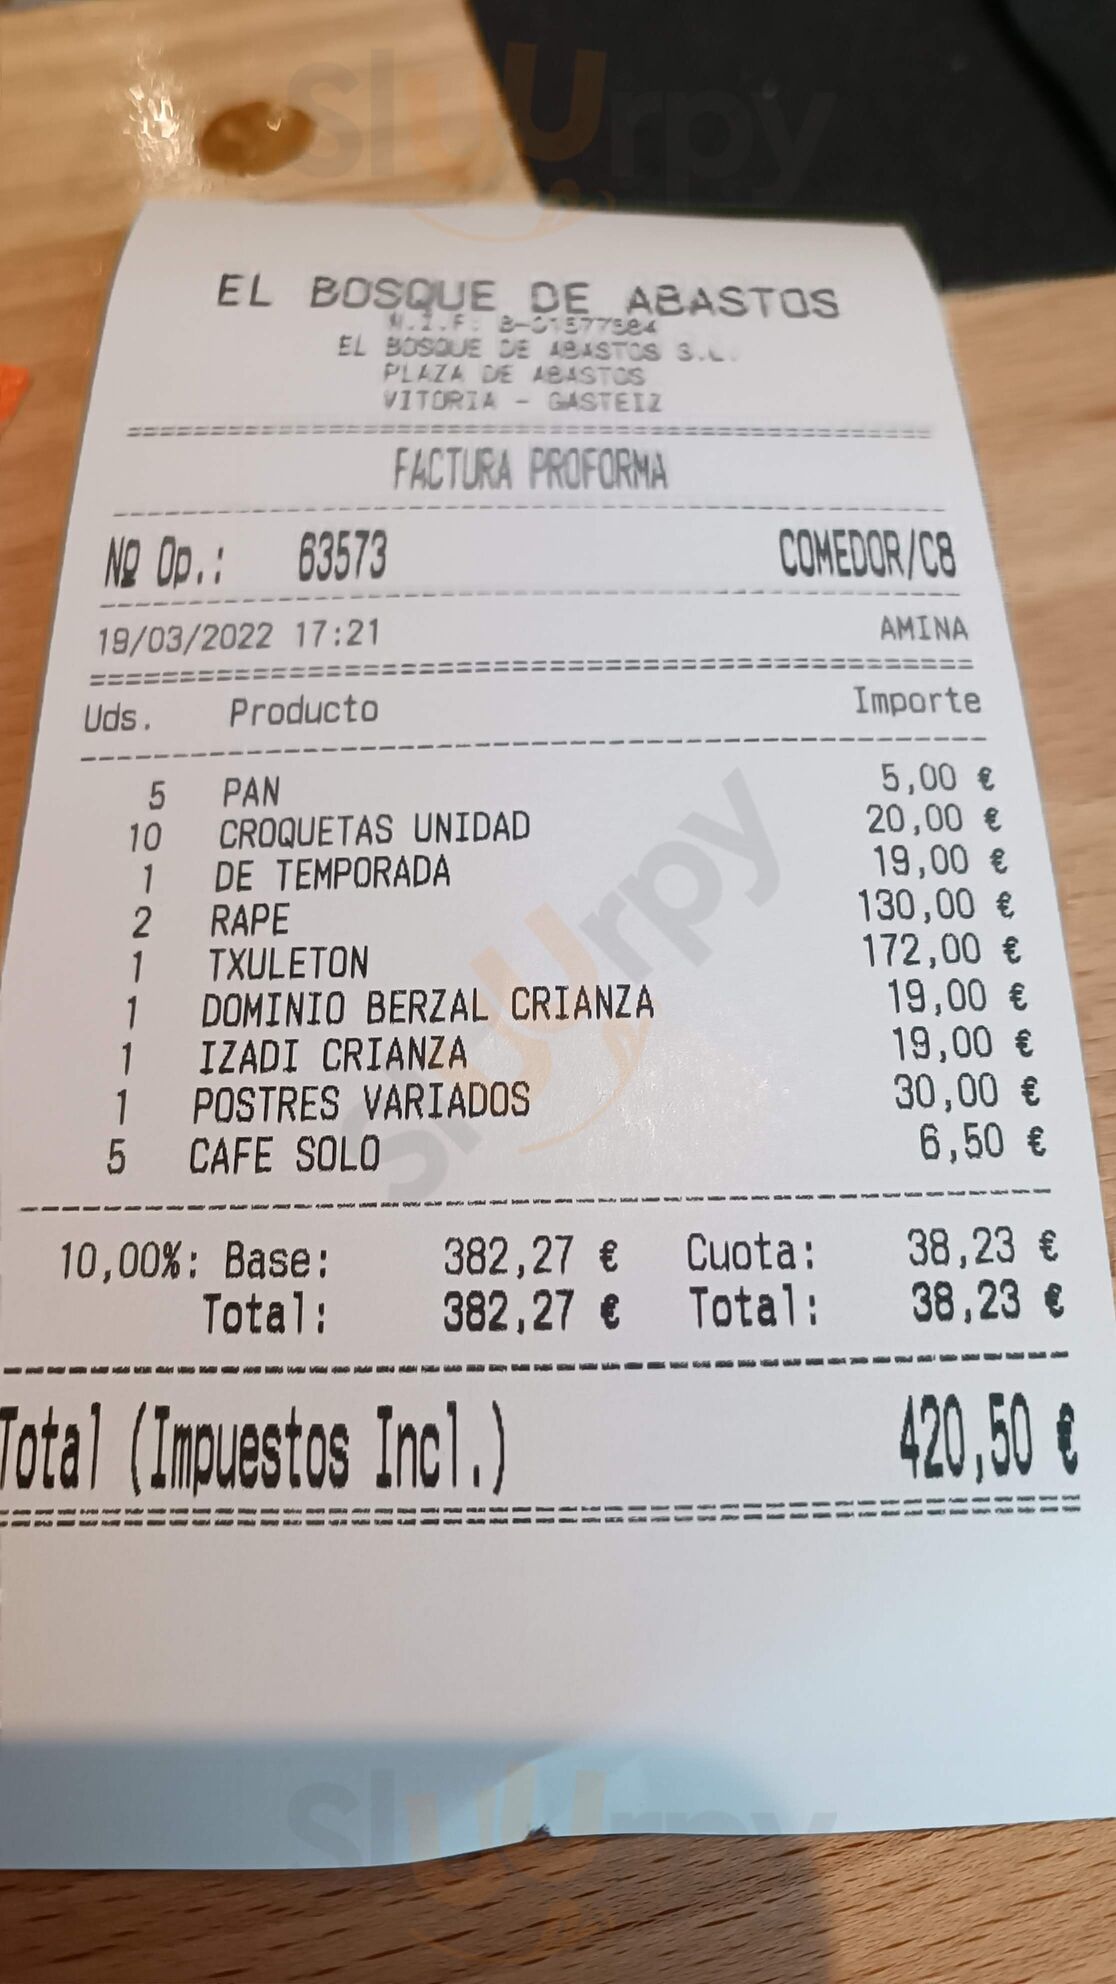 Slurpy
EL BOSQUE DE ABASTOS
N.I.F: B-01577584
EL BOSQUE DE ABASTOS S.L.
PLAZA DE ABASTOS
VITORIA - GASTEIZ
FACTURA PROFORMA
Nº Op.: 63573 COMEDOR/C8
19/03/2022 17:21 AMINA
Uds. Producto Importe
5 PAN 5,00 €
10 CROQUETAS UNIDAD 20,00 €
1 DE TEMPORADA 19,00 €
2 RAPE 130,00 €
1 TXULETON 172,00 €
1 DOMINIO BERZAL CRIANZA 19,00 €
1 IZADI CRIANZA 19,00 €
1 POSTRES VARIADOS 30,00 €
5 CAFE SOLO 6,50 €
Slurpy
10,00%: Base: 382,27 € Cuota: 38,23 €
Total: 382,27 € Total: 38,23 €
Total (Impuestos Incl.) 420,50 €
Slurpy